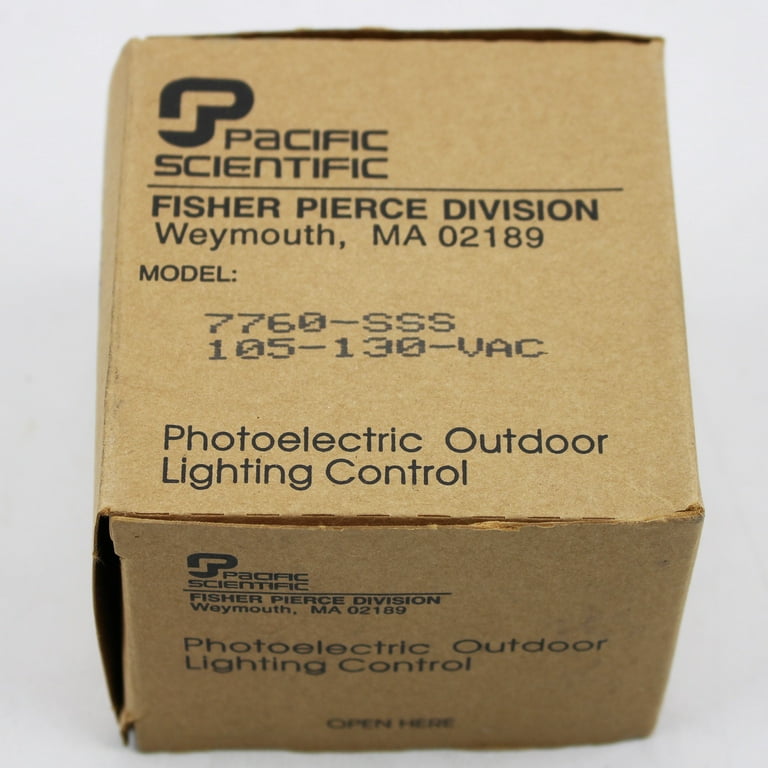 PACIFIC
SCIENTIFIC
FISHER PIERCE DIVISION
Weymouth, MA 02189
MODEL:
7760-SSS
105-130-VAC
Photoelectric Outdoor
Lighting Control
PACIFIC
SCIENTIFIC
FISHER PIERCE DIVISION
Weymouth, MA 02189
Photoelectric Outdoor
Lighting Control
OPEN HERE